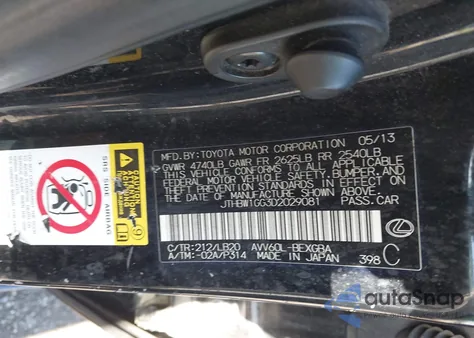 MFD. BY: TOYOTA MOTOR CORPORATION 05/13
GVWR 4740LB GAWR FR 2625LB RR 2540LB
THIS VEHICLE CONFORMS TO ALL APPLICABLE
FEDERAL MOTOR VEHICLE SAFETY, BUMPER, AND
THEFT PREVENTION STANDARDS IN EFFECT ON
THE DATE OF MANUFACTURE SHOWN ABOVE.
JTHBW1GG3D2029081 PASS.CAR
C/TR: 212/LB20 AVV60L-BEXGBA
A/TM: -02A/P314 MADE IN JAPAN 398 C
SRS SIDE AIRBAG
autoSnap